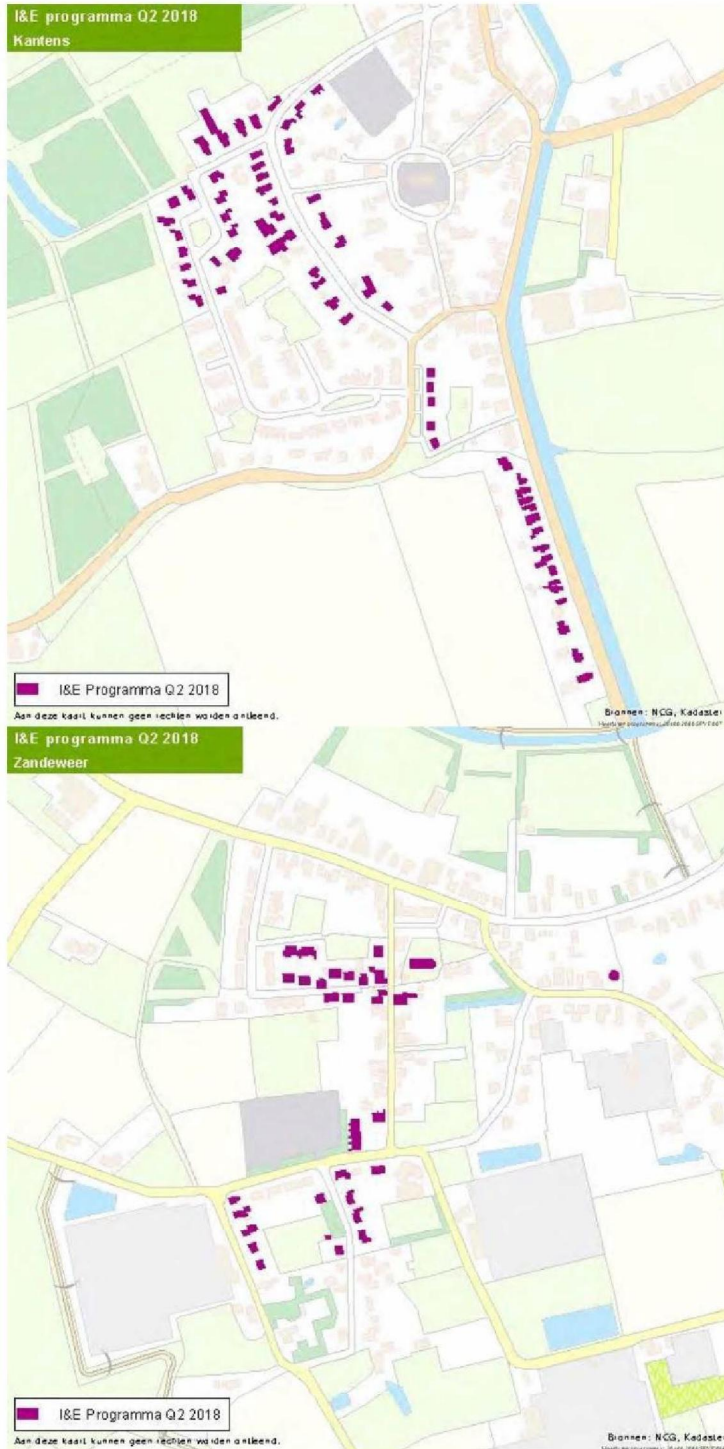 I&E programma Q2 2018
Kantens
I&E Programma Q2 2018
Aan deze kaart kunnen geen rechten worden ontleend.
Bronnen: NCG, Kadaster
I&E programma Q2 2018
Zandeweer
I&E Programma Q2 2018
Aan deze kaart kunnen geen rechten worden ontleend.
Bronnen: NCG, Kadaster